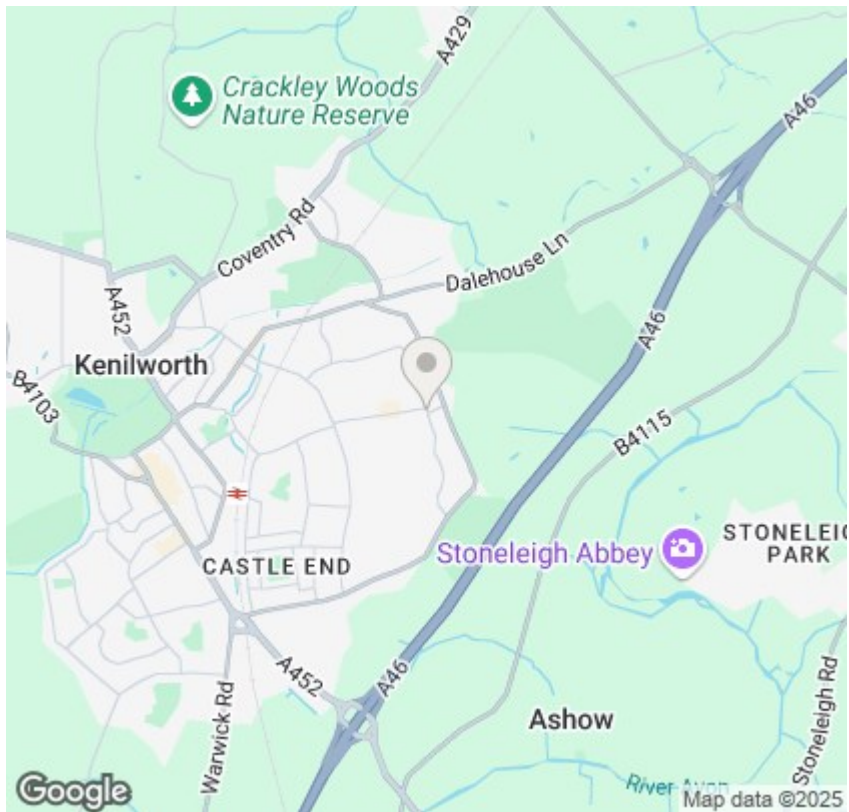 A429
Crackley Woods
Nature Reserve
A46
Coventry Rd
Dalehouse Ln
A452
A46
Kenilworth
B4103
B4115
STONELEIG
PARK
Stoneleigh Abbey
CASTLE END
A452
A46
Warwick Rd
Ashow
Stoneleigh Rd
River Avon
Google
Map data ©2025